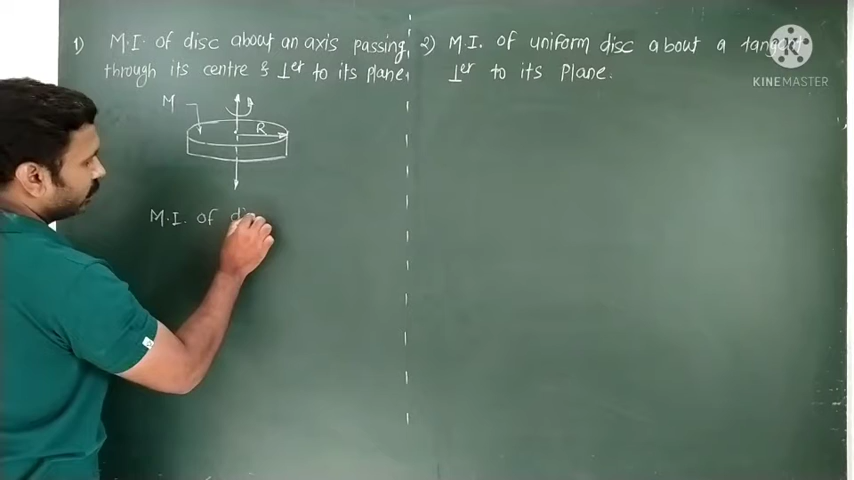 1) M.I. of disc about an axis passing
through its centre & ⊥er to its plane
M
R
M.I. of di
2) M.I. of uniform disc about a tangent
⊥er to its Plane.
K
KINEMASTER